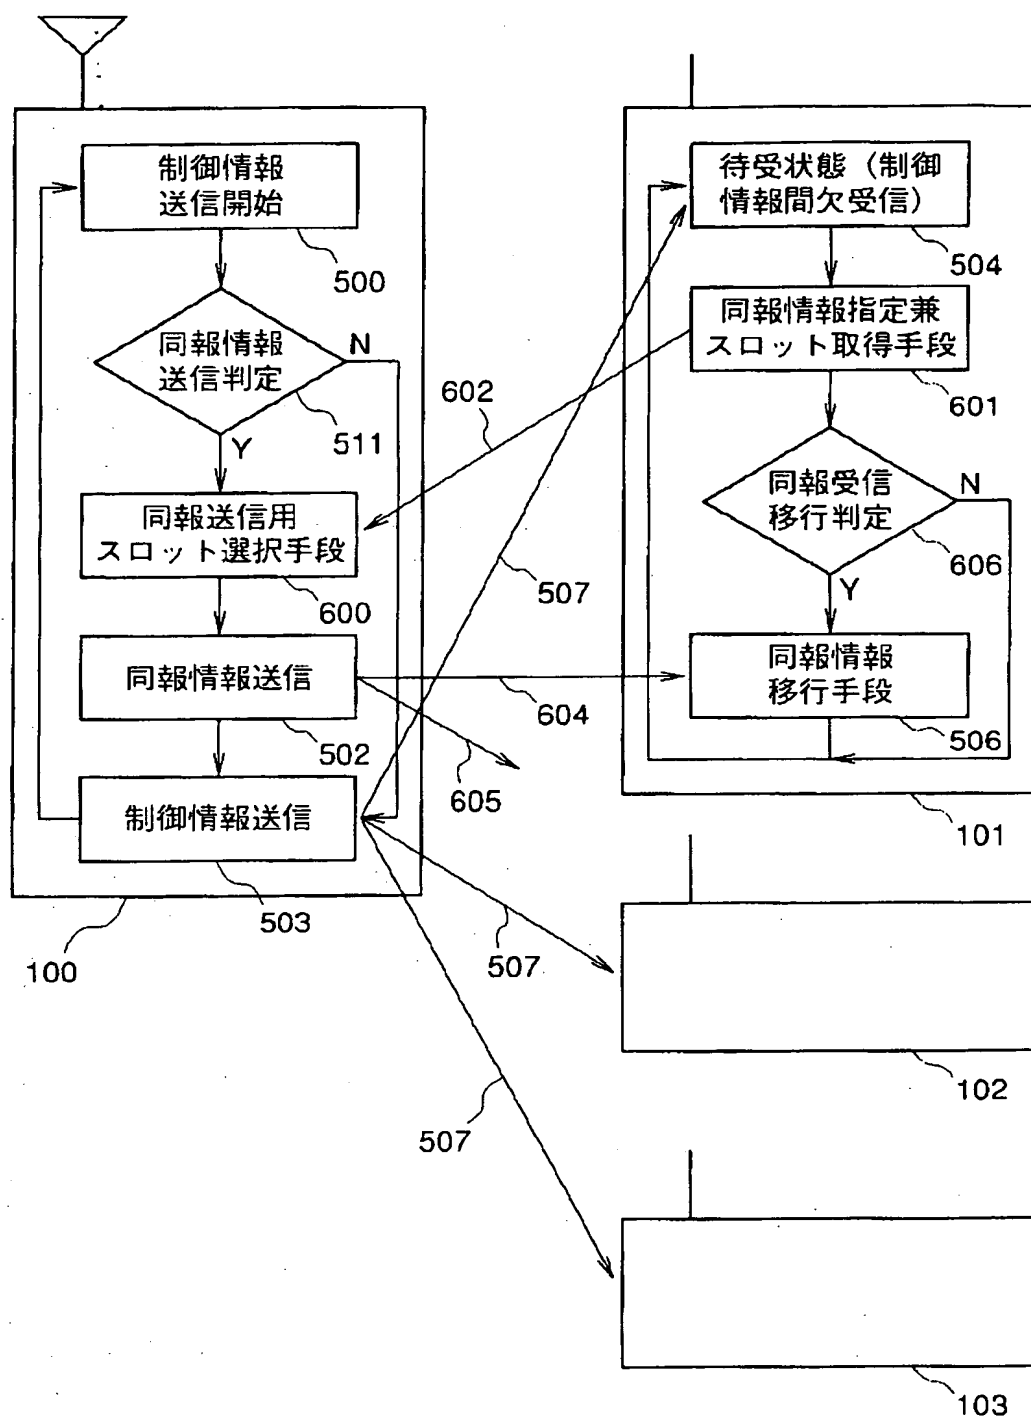 制御情報
送信開始
500
同報情報
送信判定
N
511
Y
同報送信用
スロット選択手段
600
同報情報送信
502
制御情報送信
503
100
602
507
604
605
507
507
待受状態（制御
情報間欠受信）
504
同報情報指定兼
スロット取得手段
601
同報受信
移行判定
N
606
Y
同報情報
移行手段
506
101
102
103